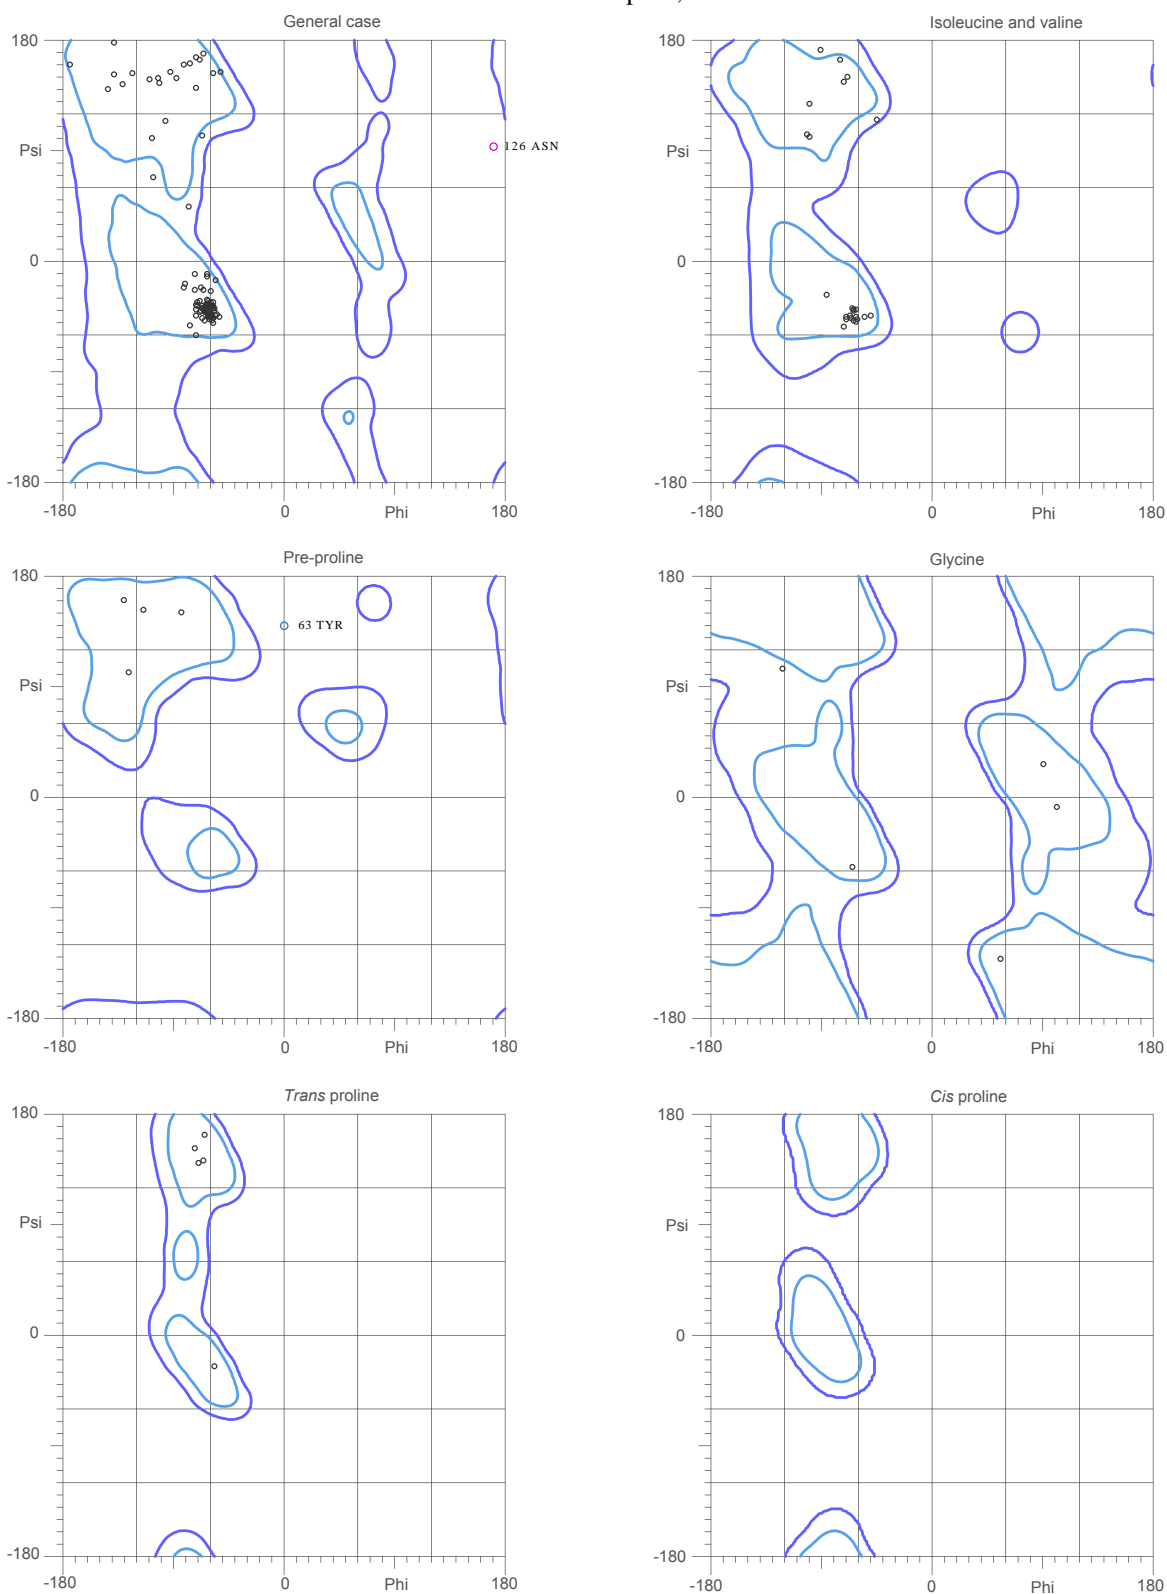 General case
Isoleucine and valine
180
180
126 ASN
Psi
Psi
0
0
-180
-180
-180
0
Phi
180
-180
0
Phi
180
Pre-proline
Glycine
180
180
63 TYR
Psi
Psi
0
0
-180
-180
-180
0
Phi
180
-180
0
Phi
180
Trans proline
Cis proline
180
180
Psi
Psi
0
0
-180
-180
-180
0
Phi
180
-180
0
Phi
180